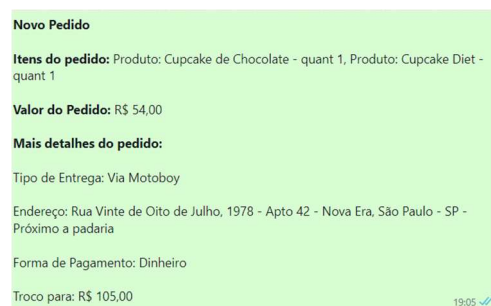 Novo Pedido
Itens do pedido: Produto: Cupcake de Chocolate - quant 1, Produto: Cupcake Diet -
quant 1
Valor do Pedido: R$ 54,00
Mais detalhes do pedido:
Tipo de Entrega: Via Motoboy
Endereço: Rua Vinte de Oito de Julho, 1978 - Apto 42 - Nova Era, São Paulo - SP -
Próximo a padaria
Forma de Pagamento: Dinheiro
Troco para: R$ 105,00
19:05